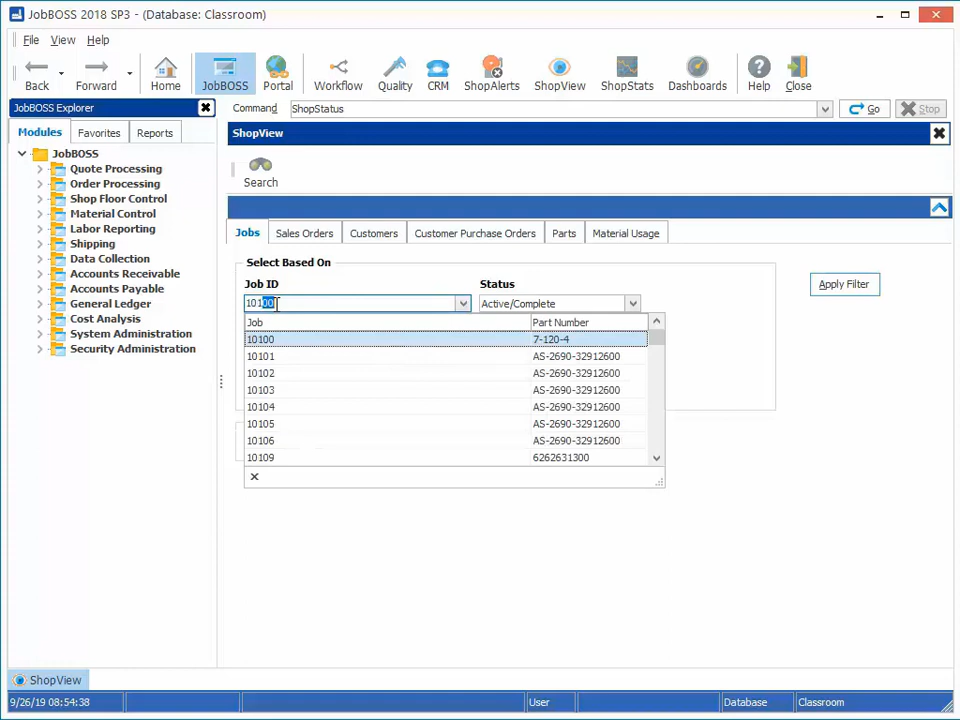 JobBOSS 2018 SP3 - (Database: Classroom)
File View Help
Back Forward Home JobBOSS Portal Workflow Quality CRM ShopAlerts ShopView ShopStats Dashboards Help Close
JobBOSS Explorer
Command ShopStatus Go Stop
Modules Favorites Reports
ShopView
JobBOSS
Quote Processing
Order Processing
Shop Floor Control
Material Control
Labor Reporting
Shipping
Data Collection
Accounts Receivable
Accounts Payable
General Ledger
Cost Analysis
System Administration
Security Administration
Search
Jobs Sales Orders Customers Customer Purchase Orders Parts Material Usage
Select Based On
Job ID Status
10100 Active/Complete
Apply Filter
Job Part Number
10100 7-120-4
10101 AS-2690-32912600
10102 AS-2690-32912600
10103 AS-2690-32912600
10104 AS-2690-32912600
10105 AS-2690-32912600
10106 AS-2690-32912600
10109 6262631300
ShopView
9/26/19 08:54:38 User Database Classroom